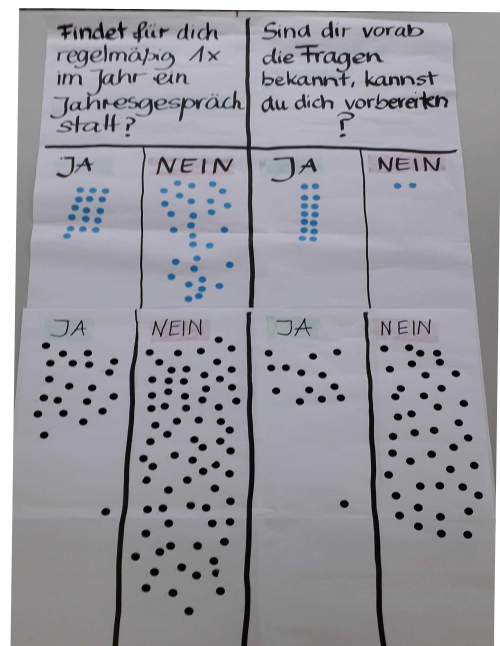 Findet für dich
regelmäßig 1x
im Jahr ein
Jahresgespräch
statt?
Sind dir vorab
die Fragen
bekannt, kannst
du dich vorbereiten
?
JA
NEIN
JA
NEIN
JA
NEIN
JA
NEIN